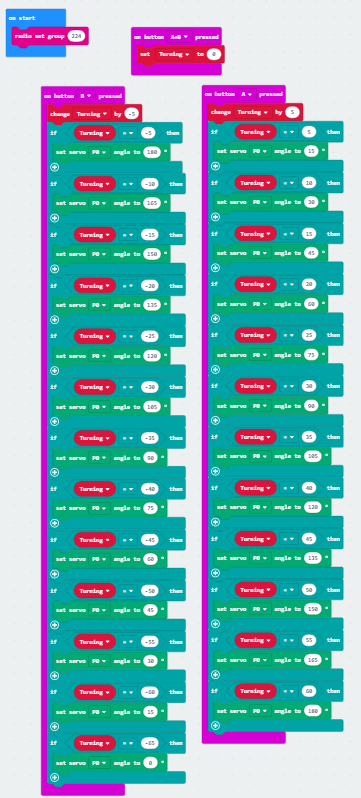 on start
radio set group 224
on button A+B pressed
set Turning to 0
on button B pressed
change Turning by -5
if Turning = -5 then
set servo P0 angle to 180 °
if Turning = -10 then
set servo P0 angle to 165 °
if Turning = -15 then
set servo P0 angle to 150 °
if Turning = -20 then
set servo P0 angle to 135 °
if Turning = -25 then
set servo P0 angle to 120 °
if Turning = -30 then
set servo P0 angle to 105 °
if Turning = -35 then
set servo P0 angle to 90 °
if Turning = -40 then
set servo P0 angle to 75 °
if Turning = -45 then
set servo P0 angle to 60 °
if Turning = -50 then
set servo P0 angle to 45 °
if Turning = -55 then
set servo P0 angle to 30 °
if Turning = -60 then
set servo P0 angle to 15 °
if Turning = -65 then
set servo P0 angle to 0 °
on button A pressed
change Turning by 5
if Turning = 5 then
set servo P0 angle to 15 °
if Turning = 10 then
set servo P0 angle to 30 °
if Turning = 15 then
set servo P0 angle to 45 °
if Turning = 20 then
set servo P0 angle to 60 °
if Turning = 25 then
set servo P0 angle to 75 °
if Turning = 30 then
set servo P0 angle to 90 °
if Turning = 35 then
set servo P0 angle to 105 °
if Turning = 40 then
set servo P0 angle to 120 °
if Turning = 45 then
set servo P0 angle to 135 °
if Turning = 50 then
set servo P0 angle to 150 °
if Turning = 55 then
set servo P0 angle to 165 °
if Turning = 60 then
set servo P0 angle to 180 °